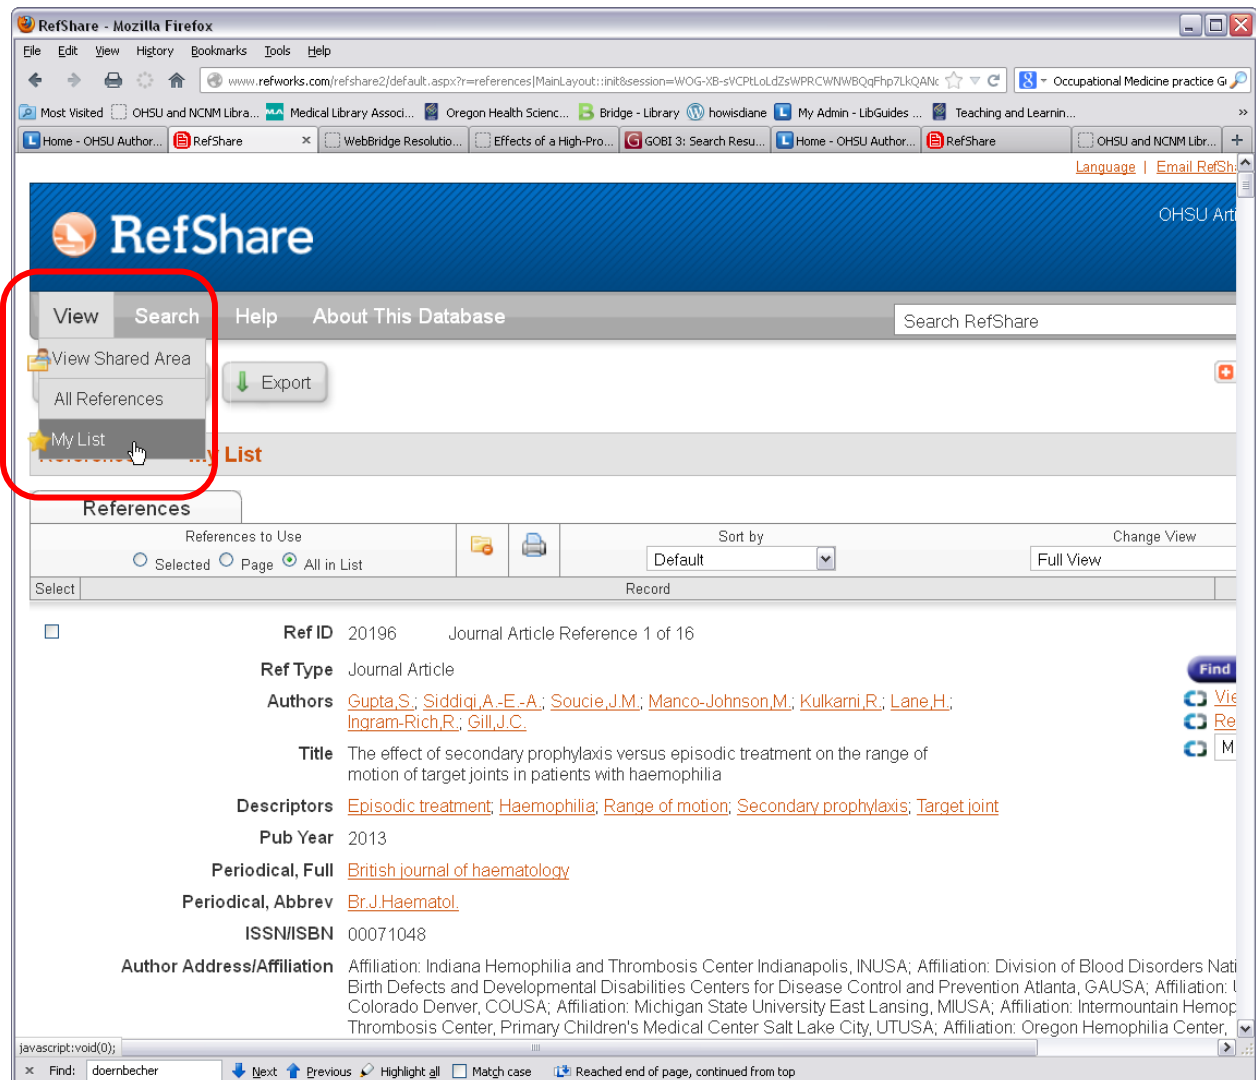 RefShare - Mozilla Firefox
File Edit View History Bookmarks Tools Help
www.refworks.com/refshare2/default.aspx?r=references|MainLayout::init&session=WOG-XB-sVCPtLoLdZsWPRCWNWBQqFhp7LkQANc
Occupational Medicine practice Gu
Most Visited OHSU and NCNM Libra... Medical Library Associ... Oregon Health Scienc... Bridge - Library howisdiane My Admin - LibGuides ... Teaching and Learnin... »
Home - OHSU Author... RefShare × WebBridge Resolutio... Effects of a High-Pro... GOBI 3: Search Resu... Home - OHSU Author... RefShare OHSU and NCNM Libr... +
Language | Email RefSha
RefShare
OHSU Arti
View Search Help About This Database
Search RefShare
View Shared Area
All References
My List
Export
My List
References
References to Use
Selected Page All in List
Sort by
Default
Change View
Full View
Select Record
Ref ID 20196 Journal Article Reference 1 of 16
Ref Type Journal Article
Find
Authors Gupta,S.; Siddiqi,A.-E.-A.; Soucie,J.M.; Manco-Johnson,M.; Kulkarni,R.; Lane,H.;
Ingram-Rich,R.; Gill,J.C.
Vie
Re
M
Title The effect of secondary prophylaxis versus episodic treatment on the range of
motion of target joints in patients with haemophilia
Descriptors Episodic treatment; Haemophilia; Range of motion; Secondary prophylaxis; Target joint
Pub Year 2013
Periodical, Full British journal of haematology
Periodical, Abbrev Br.J.Haematol.
ISSN/ISBN 00071048
Author Address/Affiliation Affiliation: Indiana Hemophilia and Thrombosis Center Indianapolis, INUSA; Affiliation: Division of Blood Disorders Nati
Birth Defects and Developmental Disabilities Centers for Disease Control and Prevention Atlanta, GAUSA; Affiliation:
Colorado Denver, COUSA; Affiliation: Michigan State University East Lansing, MIUSA; Affiliation: Intermountain Hemop
Thrombosis Center, Primary Children's Medical Center Salt Lake City, UTUSA; Affiliation: Oregon Hemophilia Center,
javascript:void(0);
× Find: doernbecher Next Previous Highlight all Match case Reached end of page, continued from top